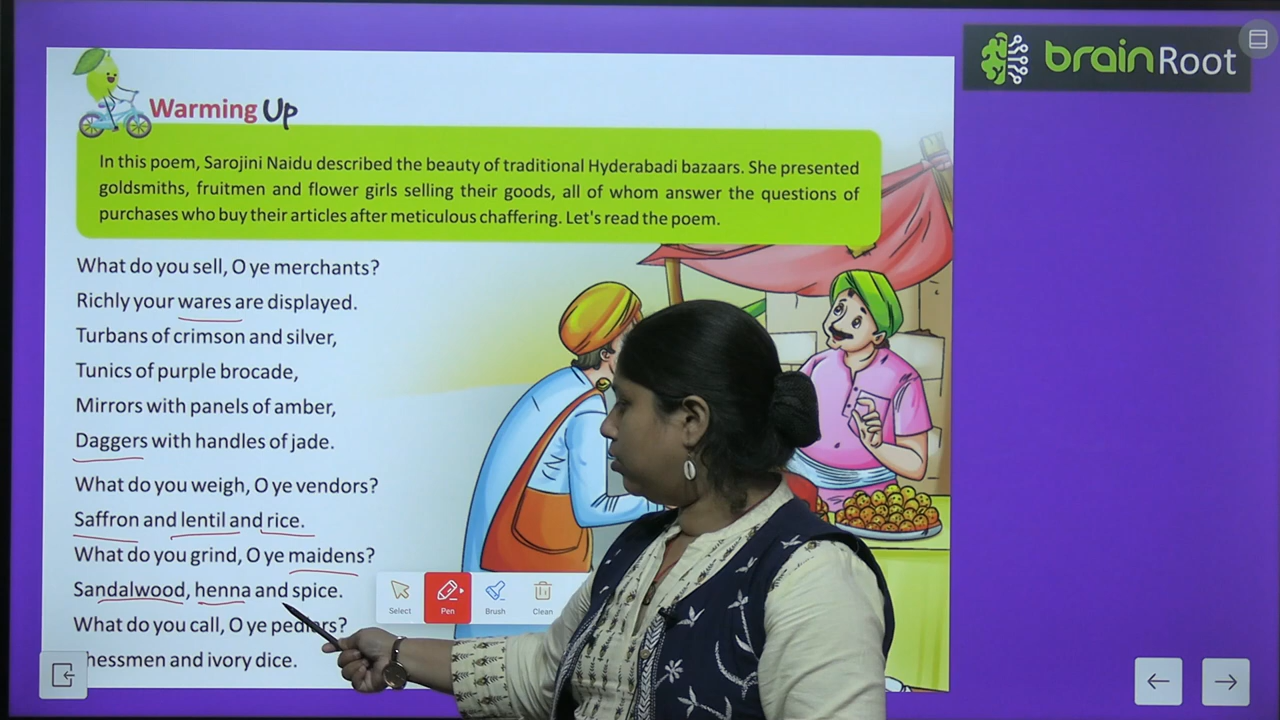 brainRoot
Warming Up
In this poem, Sarojini Naidu described the beauty of traditional Hyderabadi bazaars. She presented
goldsmiths, fruitmen and flower girls selling their goods, all of whom answer the questions of
purchases who buy their articles after meticulous chaffering. Let's read the poem.
What do you sell, O ye merchants?
Richly your wares are displayed.
Turbans of crimson and silver,
Tunics of purple brocade,
Mirrors with panels of amber,
Daggers with handles of jade.
What do you weigh, O ye vendors?
Saffron and lentil and rice.
What do you grind, O ye maidens?
Sandalwood, henna and spice.
What do you call, O ye pedlars?
hessmen and ivory dice.
Select
Pen
Brush
Clean